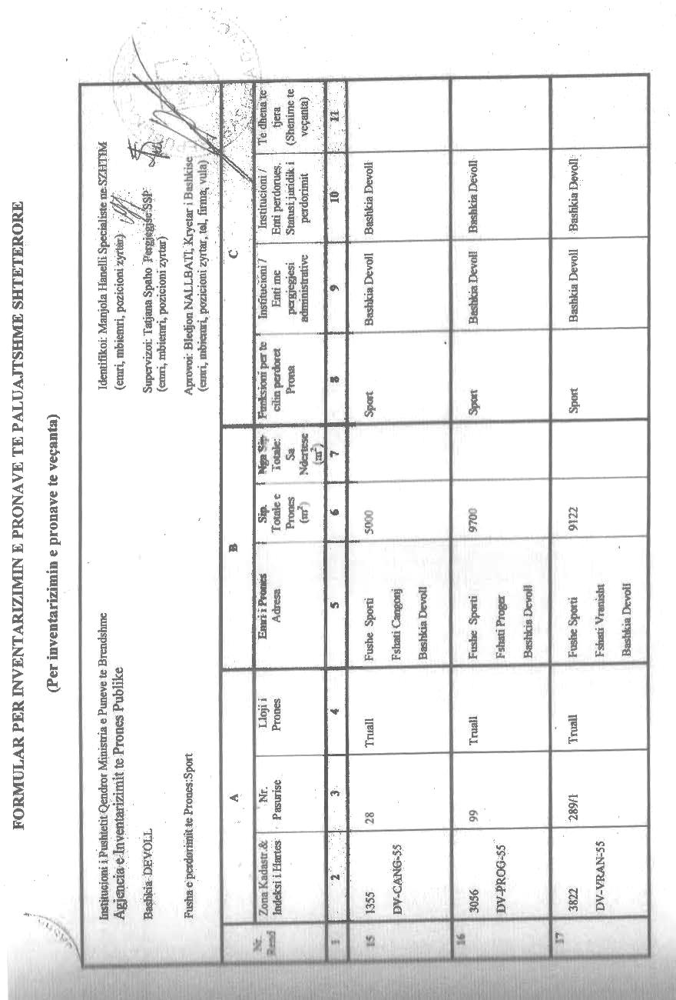 FORMULAR PER INVENTARIZIMIN E PRONAVE TE PALUAJTSHME SHTETERORE
(Per inventarizimin e pronave te veçanta)
Institucioni i Pushtetit Qendror Ministria e Puneve te Brendshme
Agjencia e Inventarizimit te Prones Publike
Bashkia DEVOLL
Fusha e perdorimit te Prones:Sport
Identifikoi: Manjola Hanelli Specialiste ne SZHTIM
(emri, mbiemri, pozicioni zyrtar)
Supervizoi: Tatjana Spaho Pergjegjse SSP
(emri, mbiemri, pozicioni zyrtar)
Aprovoi: Bledjon NALLBATI, Kryetar i Bashkise
(emri, mbiemri, pozicioni zyrtar, tel, firma, vula)
A B C
Nr. Rend
Zona Kadastr.& Indeksi i Hartes
Nr. Pasurise
Lloji i Prones
Emri i Prones Adresa
Sip. Totale e Prones (m²)
Nga Sip Totale: Sa Ndertese (m²)
Funksioni per te cilin perdoret Prona
Institucioni / Enti me pergjegjesi administrative
Institucioni / Enti perdorues. Statusi juridik i perdorimit
Te dhena te tjera (Shenime te veçanta)
1 2 3 4 5 6 7 8 9 10 11
15 1355 28 Truall Fushe Sporti 5000 Sport Bashkia Devoll Bashkia Devoll
DV-CANG-55 Fshati Cangonj
Bashkia Devoll
16 3056 99 Truall Fushe Sporti 9700 Sport Bashkia Devoll Bashkia Devoll
DV-PROG-55 Fshati Proger
Bashkia Devoll
17 3822 289/1 Truall Fushe Sporti 9122 Sport Bashkia Devoll Bashkia Devoll
DV-VRAN-55 Fshati Vranisht
Bashkia Devoll